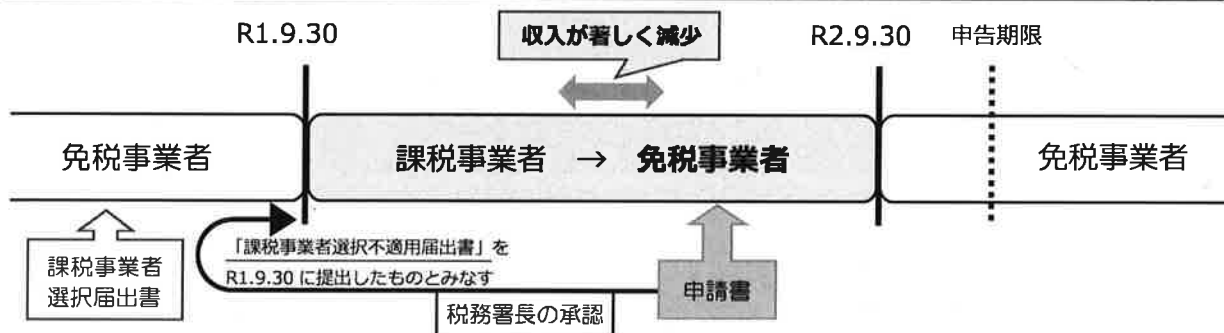 R1.9.30
収入が著しく減少
R2.9.30
申告期限
免税事業者
課税事業者 → 免税事業者
免税事業者
課税事業者
選択届出書
「課税事業者選択不適用届出書」を
R1.9.30 に提出したものとみなす
税務署長の承認
申請書